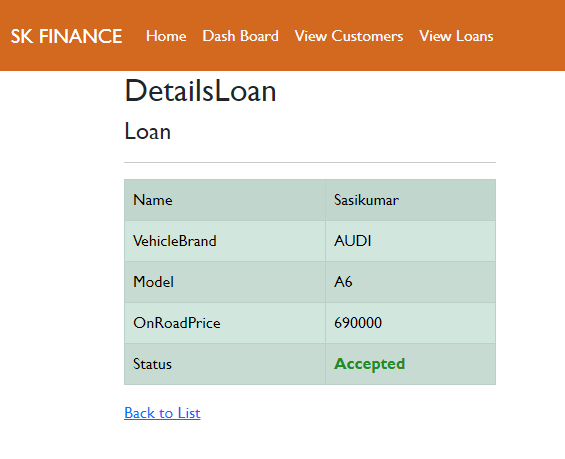 SK FINANCE Home Dash Board View Customers View Loans
DetailsLoan
Loan
Name Sasikumar
VehicleBrand AUDI
Model A6
OnRoadPrice 690000
Status Accepted
Back to List